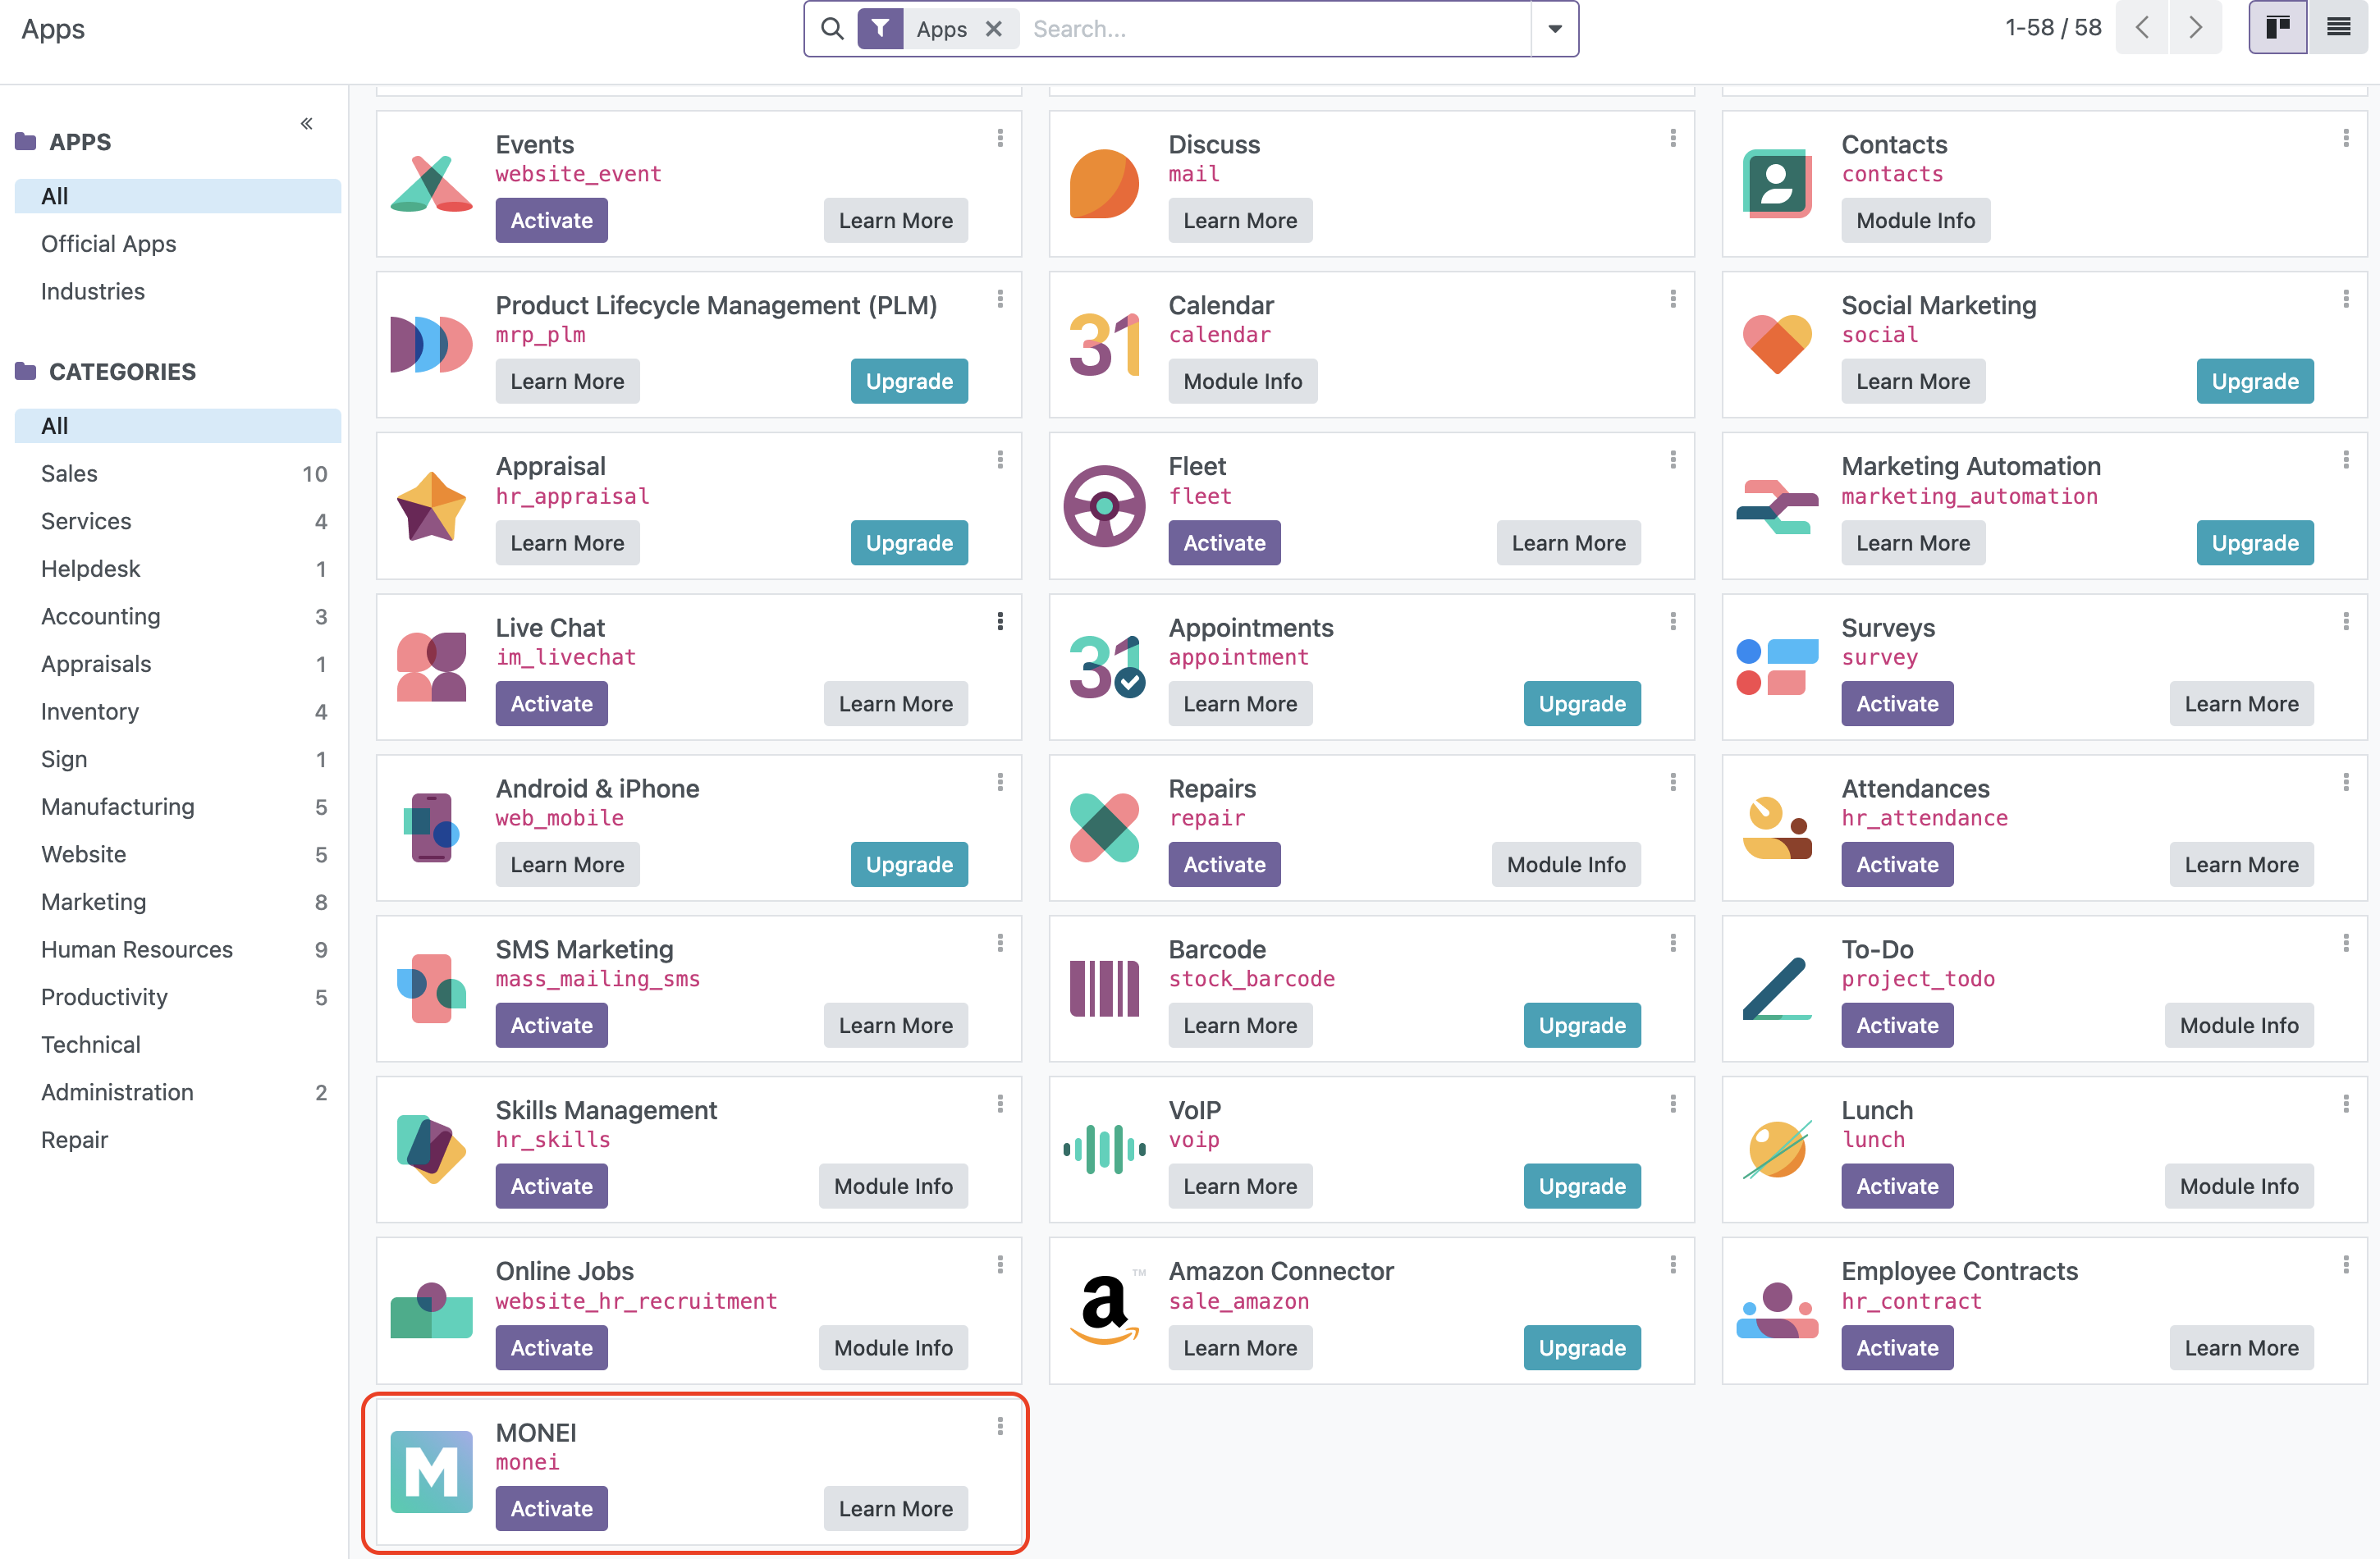 Apps
Apps
Search...
1-58 / 58
APPS
All
Official Apps
Industries
CATEGORIES
All
Sales 10
Services 4
Helpdesk 1
Accounting 3
Appraisals 1
Inventory 4
Sign 1
Manufacturing 5
Website 5
Marketing 8
Human Resources 9
Productivity 5
Technical
Administration 2
Repair
Events
website_event
Activate Learn More
Discuss
mail
Learn More
Contacts
contacts
Module Info
Product Lifecycle Management (PLM)
mrp_plm
Learn More Upgrade
31
Calendar
calendar
Module Info
Social Marketing
social
Learn More Upgrade
Appraisal
hr_appraisal
Learn More Upgrade
Fleet
fleet
Activate Learn More
Marketing Automation
marketing_automation
Learn More Upgrade
Live Chat
im_livechat
Activate Learn More
31
Appointments
appointment
Learn More Upgrade
Surveys
survey
Activate Learn More
Android & iPhone
web_mobile
Learn More Upgrade
Repairs
repair
Activate Module Info
Attendances
hr_attendance
Activate Learn More
SMS Marketing
mass_mailing_sms
Activate Learn More
Barcode
stock_barcode
Learn More Upgrade
To-Do
project_todo
Activate Module Info
Skills Management
hr_skills
Activate Module Info
VoIP
voip
Learn More Upgrade
Lunch
lunch
Activate Module Info
Online Jobs
website_hr_recruitment
Activate Module Info
a TM
Amazon Connector
sale_amazon
Learn More Upgrade
Employee Contracts
hr_contract
Activate Learn More
M
MONEI
monei
Activate Learn More